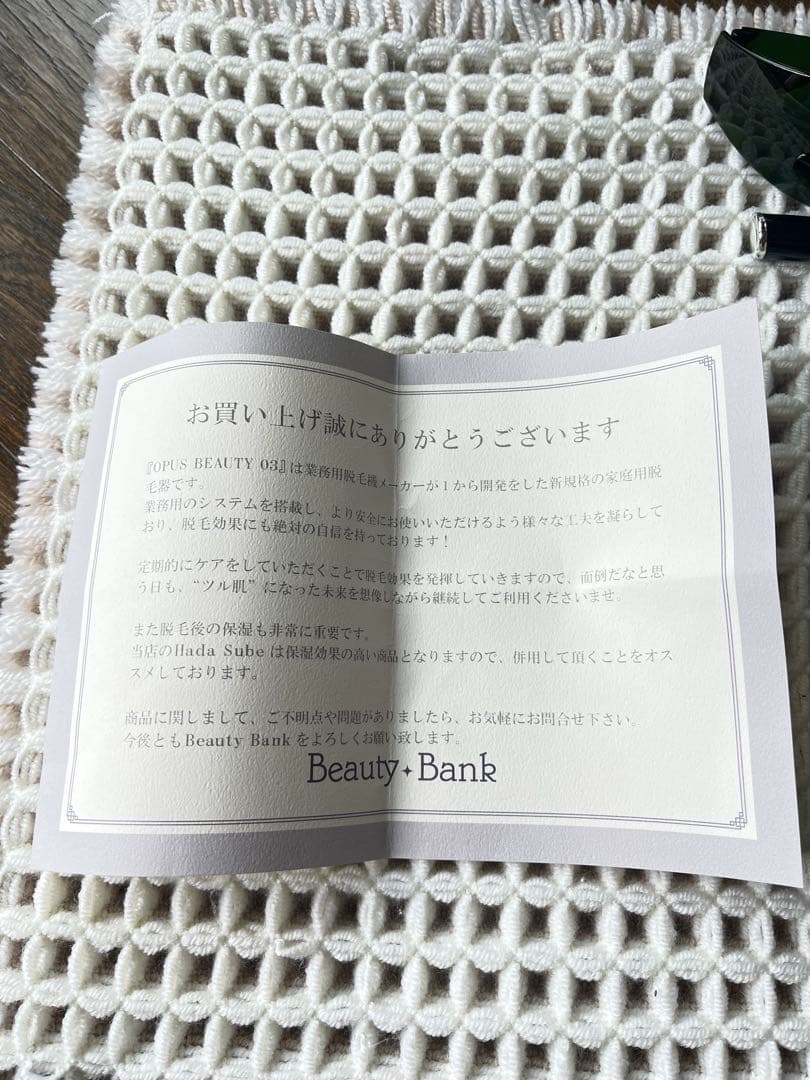 お買い上げ誠にありがとうございます
『OPUS BEAUTY 03』は業務用脱毛機メーカーが1から開発をした新規格の家庭用脱
毛器です。
業務用のシステムを搭載し、より安全にお使いいただけるよう様々な工夫を凝らして
おり、脱毛効果にも絶対の自信を持っております！
定期的にケアをしていただくことで脱毛効果を発揮していきますので、面倒だなと思
う日も、“ツル肌”になった未来を想像しながら継続してご利用くださいませ。
また脱毛後の保湿も非常に重要です。
当店のHada Sube は保湿効果の高い商品となりますので、併用して頂くことをオス
スメしております。
商品に関しまして、ご不明点や問題がありましたら、お気軽にお問合せ下さい。
今後ともBeauty Bank をよろしくお願い致します。
Beauty✦Bank